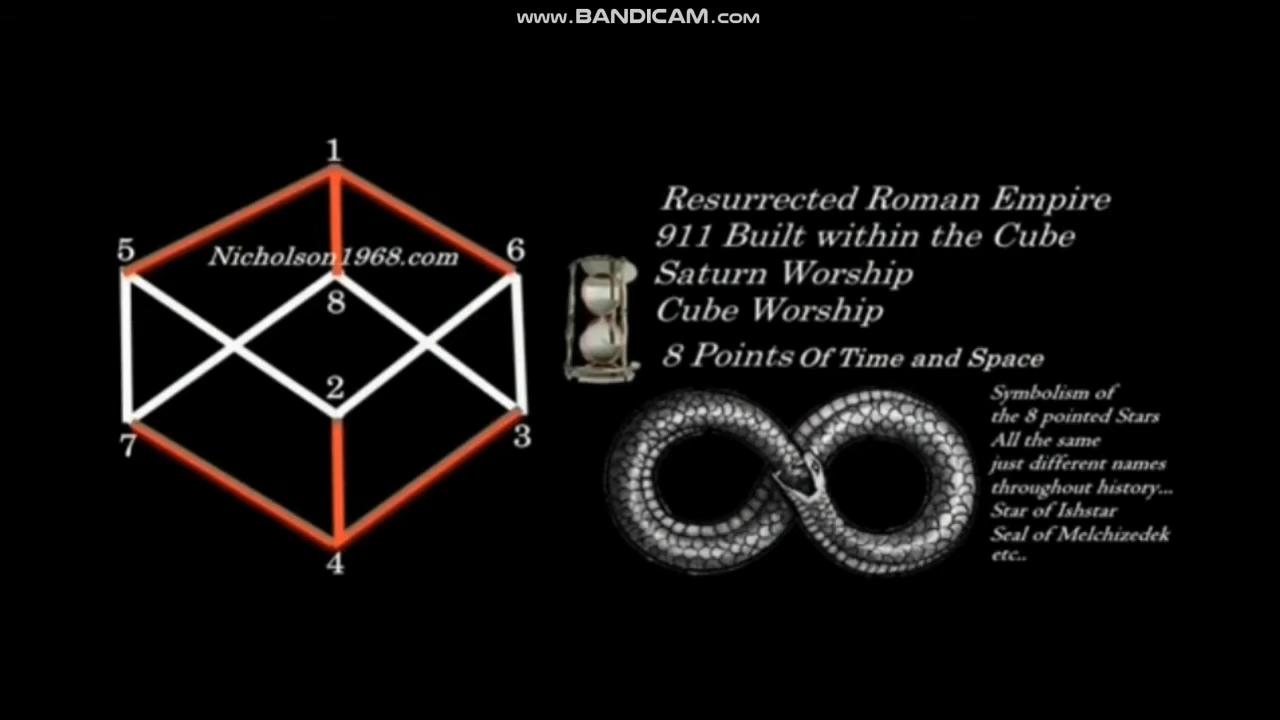 www.BANDICAM.com
1
5
6
Nicholson1968.com
8
2
7
3
4
Resurrected Roman Empire
911 Built within the Cube
Saturn Worship
Cube Worship
8 Points Of Time and Space
Symbolism of
the 8 pointed Stars
All the same
just different names
throughout history...
Star of Ishstar
Seal of Melchizedek
etc..